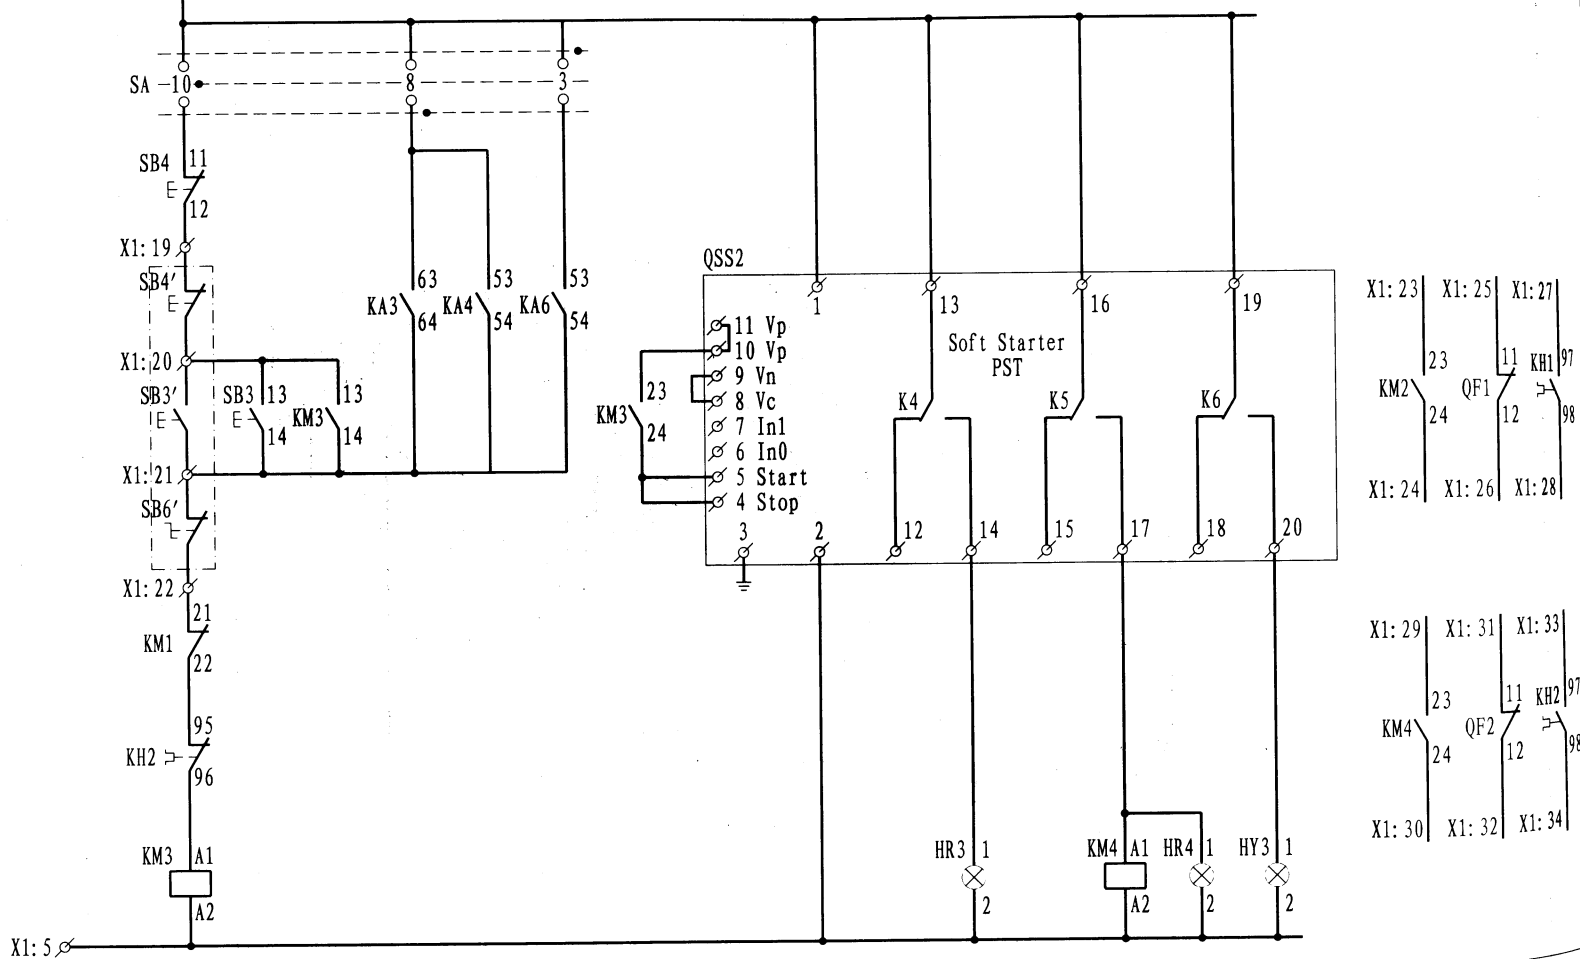 SA 10 8 3
SB4 11
12
X1:19
SB4'
63 53 53
KA3 KA4 KA6
64 54 54
X1:20
SB3' SB3 13 KM3 13
14 14
X1:21
SB6'
X1:22
21
KM1
22
95
KH2
96
KM3 A1
A2
X1:5
QSS2
1 13 16 19
11 Vp
10 Vp
9 Vn
8 Vc
7 In1
6 In0
5 Start
4 Stop
23
KM3
24
Soft Starter
PST
K4 K5 K6
3 2 12 14 15 17 18 20
HR3 1 KM4 A1 HR4 1 HY3 1
2 A2 2 2
X1:23 X1:25 X1:27
23 11 97
KM2 QF1 KH1
24 12 98
X1:24 X1:26 X1:28
X1:29 X1:31 X1:33
23 11 97
KM4 QF2 KH2
24 12 98
X1:30 X1:32 X1:34